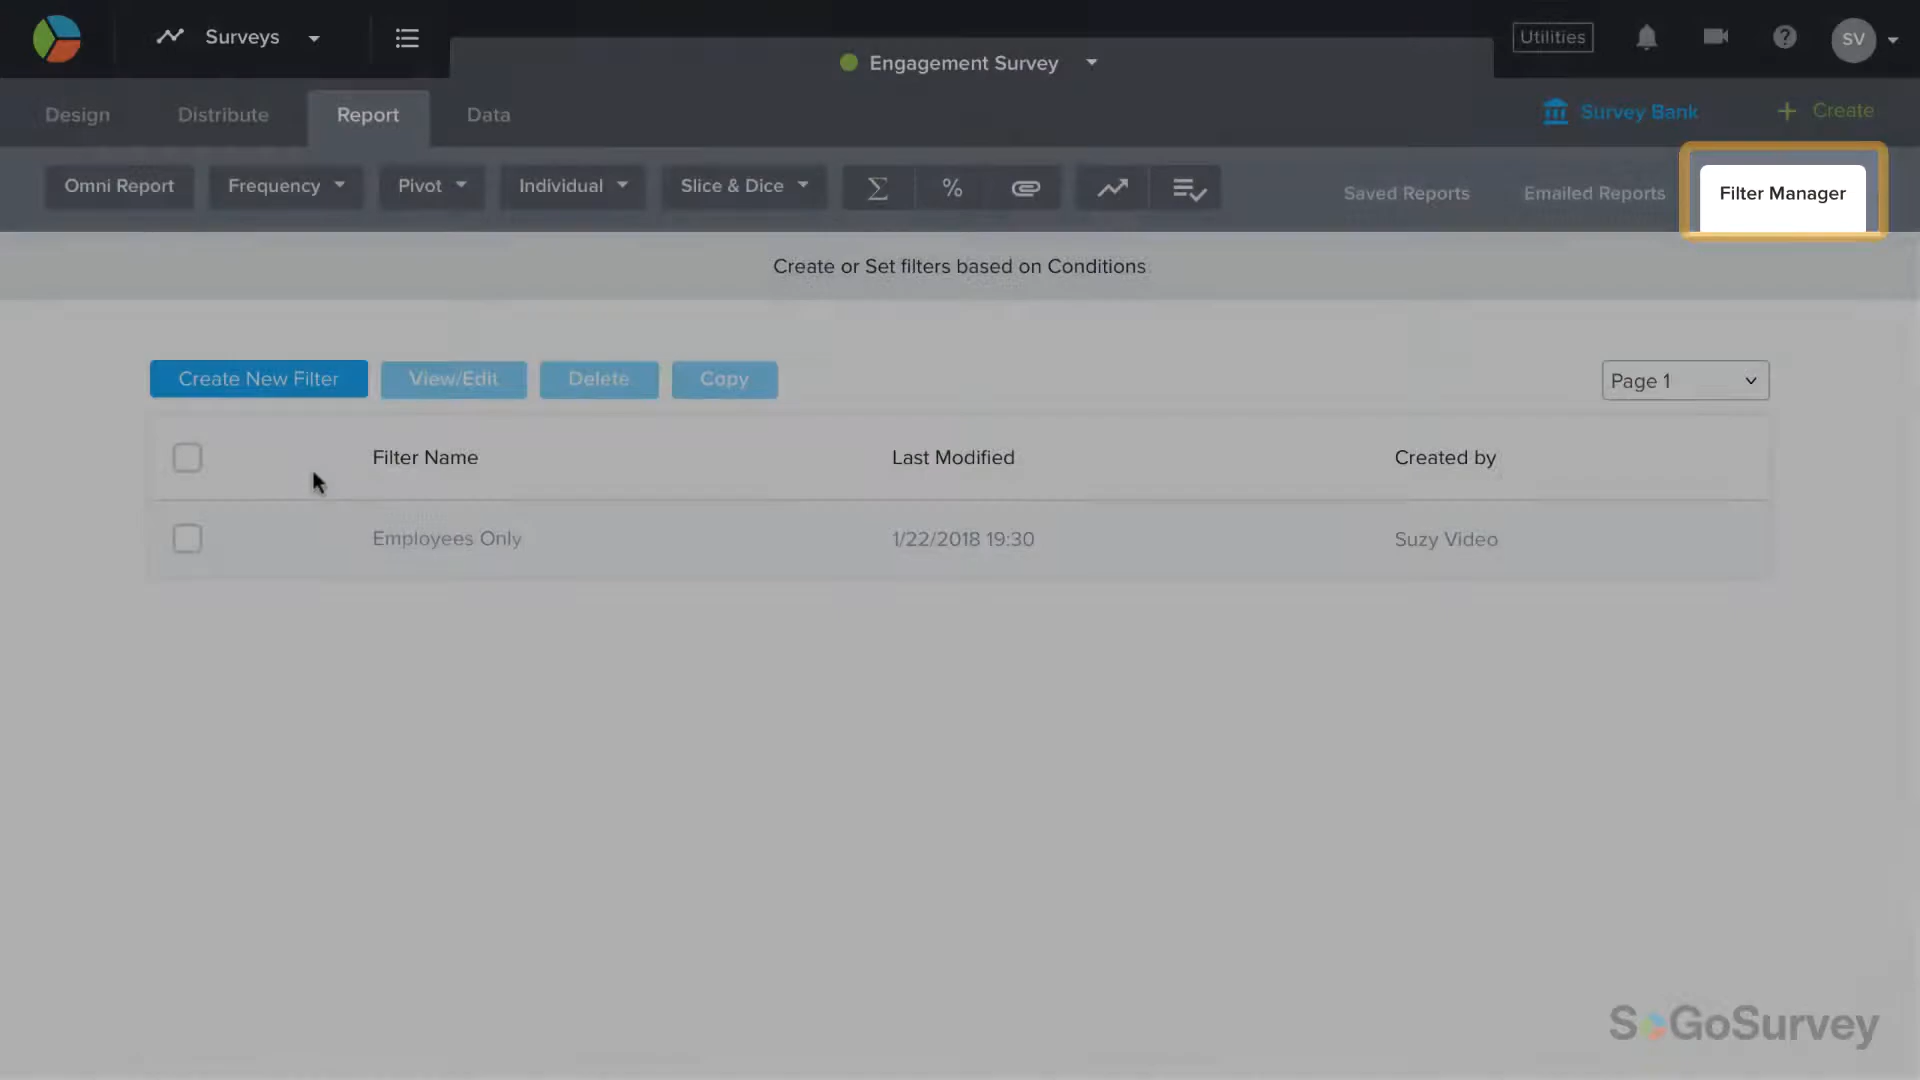 Surveys
Engagement Survey
Utilities
SV
Design
Distribute
Report
Data
Survey Bank
+ Create
Omni Report
Frequency
Pivot
Individual
Slice & Dice
Σ
%
Saved Reports
Emailed Reports
Filter Manager
Create or Set filters based on Conditions
Create New Filter
View/Edit
Delete
Copy
Page 1
Filter Name
Last Modified
Created by
Employees Only
1/22/2018 19:30
Suzy Video
SoGoSurvey